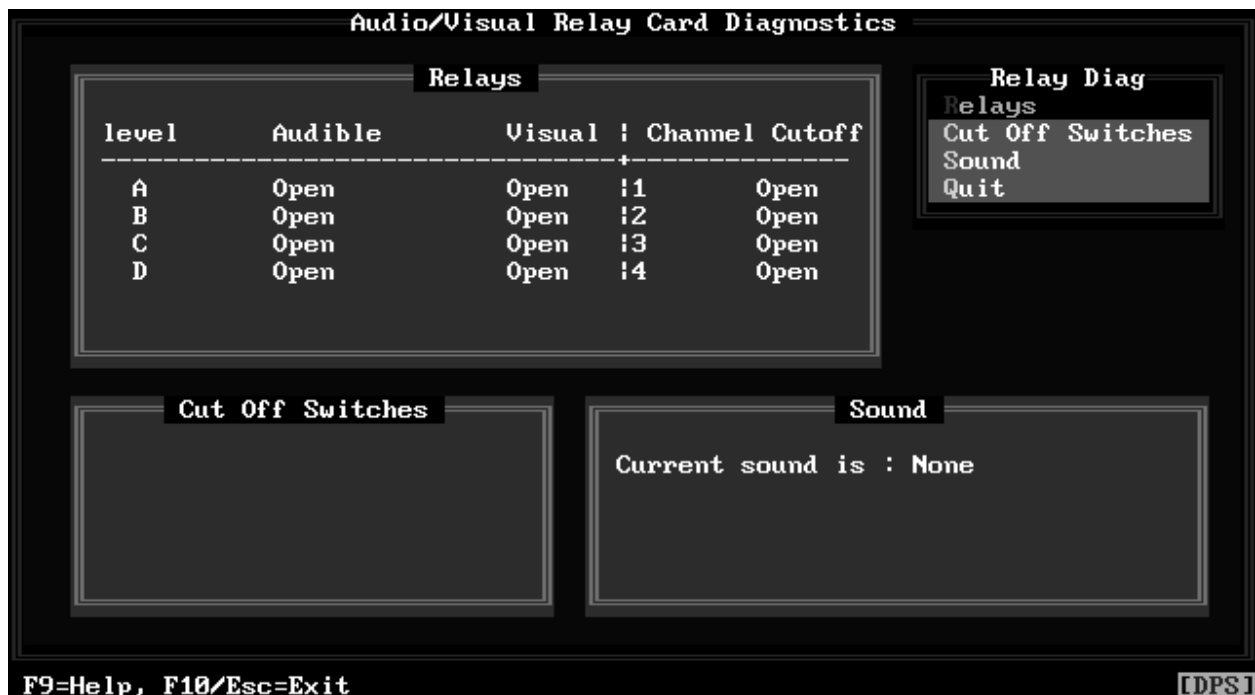 Audio/Visual Relay Card Diagnostics
Relays
level Audible Visual ¦ Channel Cutoff
A Open Open ¦1 Open
B Open Open ¦2 Open
C Open Open ¦3 Open
D Open Open ¦4 Open
Relay Diag
Relays
Cut Off Switches
Sound
Quit
Cut Off Switches
Sound
Current sound is : None
F9=Help, F10/Esc=Exit
[DPS]